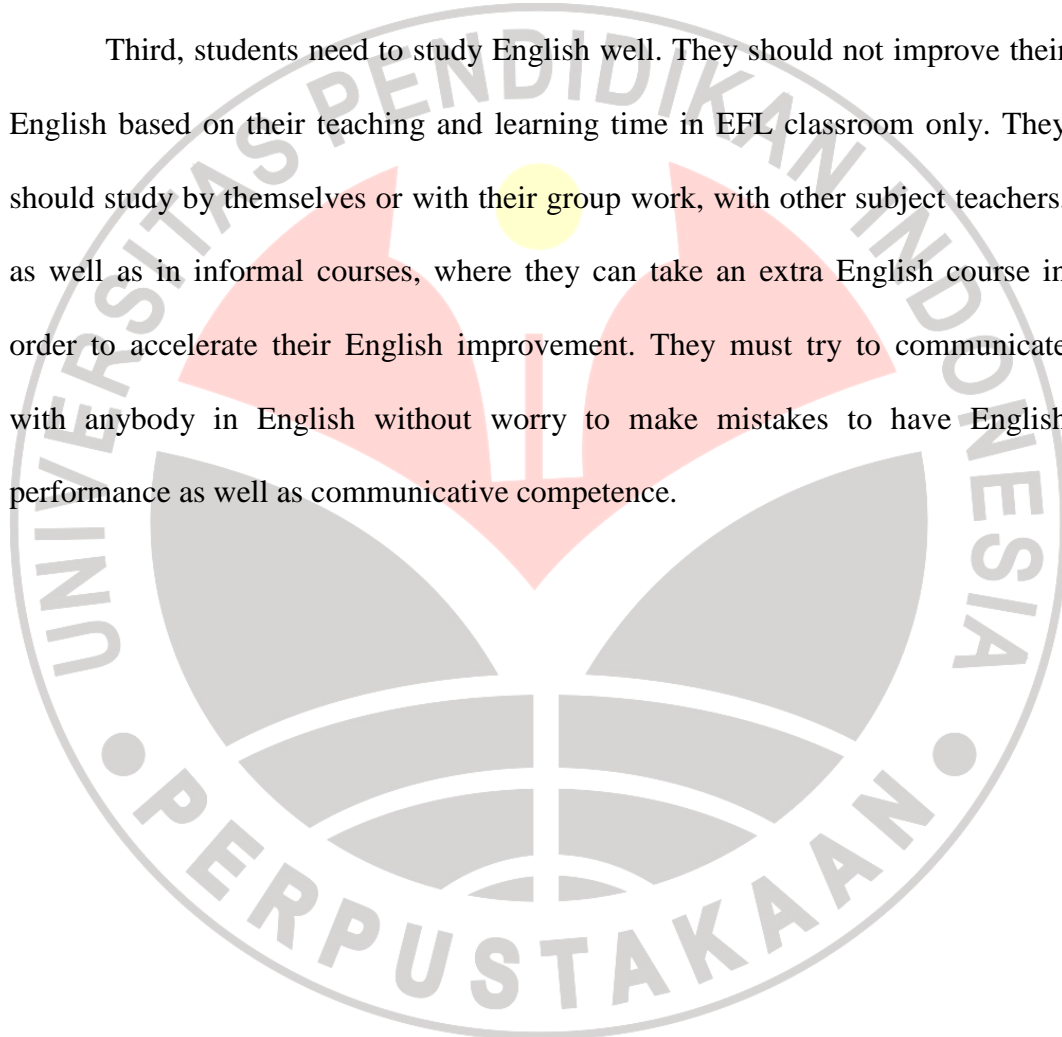 Third, students need to study English well. They should not improve their
English based on their teaching and learning time in EFL classroom only. They
should study by themselves or with their group work, with other subject teachers,
as well as in informal courses, where they can take an extra English course in
order to accelerate their English improvement. They must try to communicate
with anybody in English without worry to make mistakes to have English
performance as well as communicative competence.
UNIVERSITAS PENDIDIKAN INDONESIA
PERPUSTAKAAN